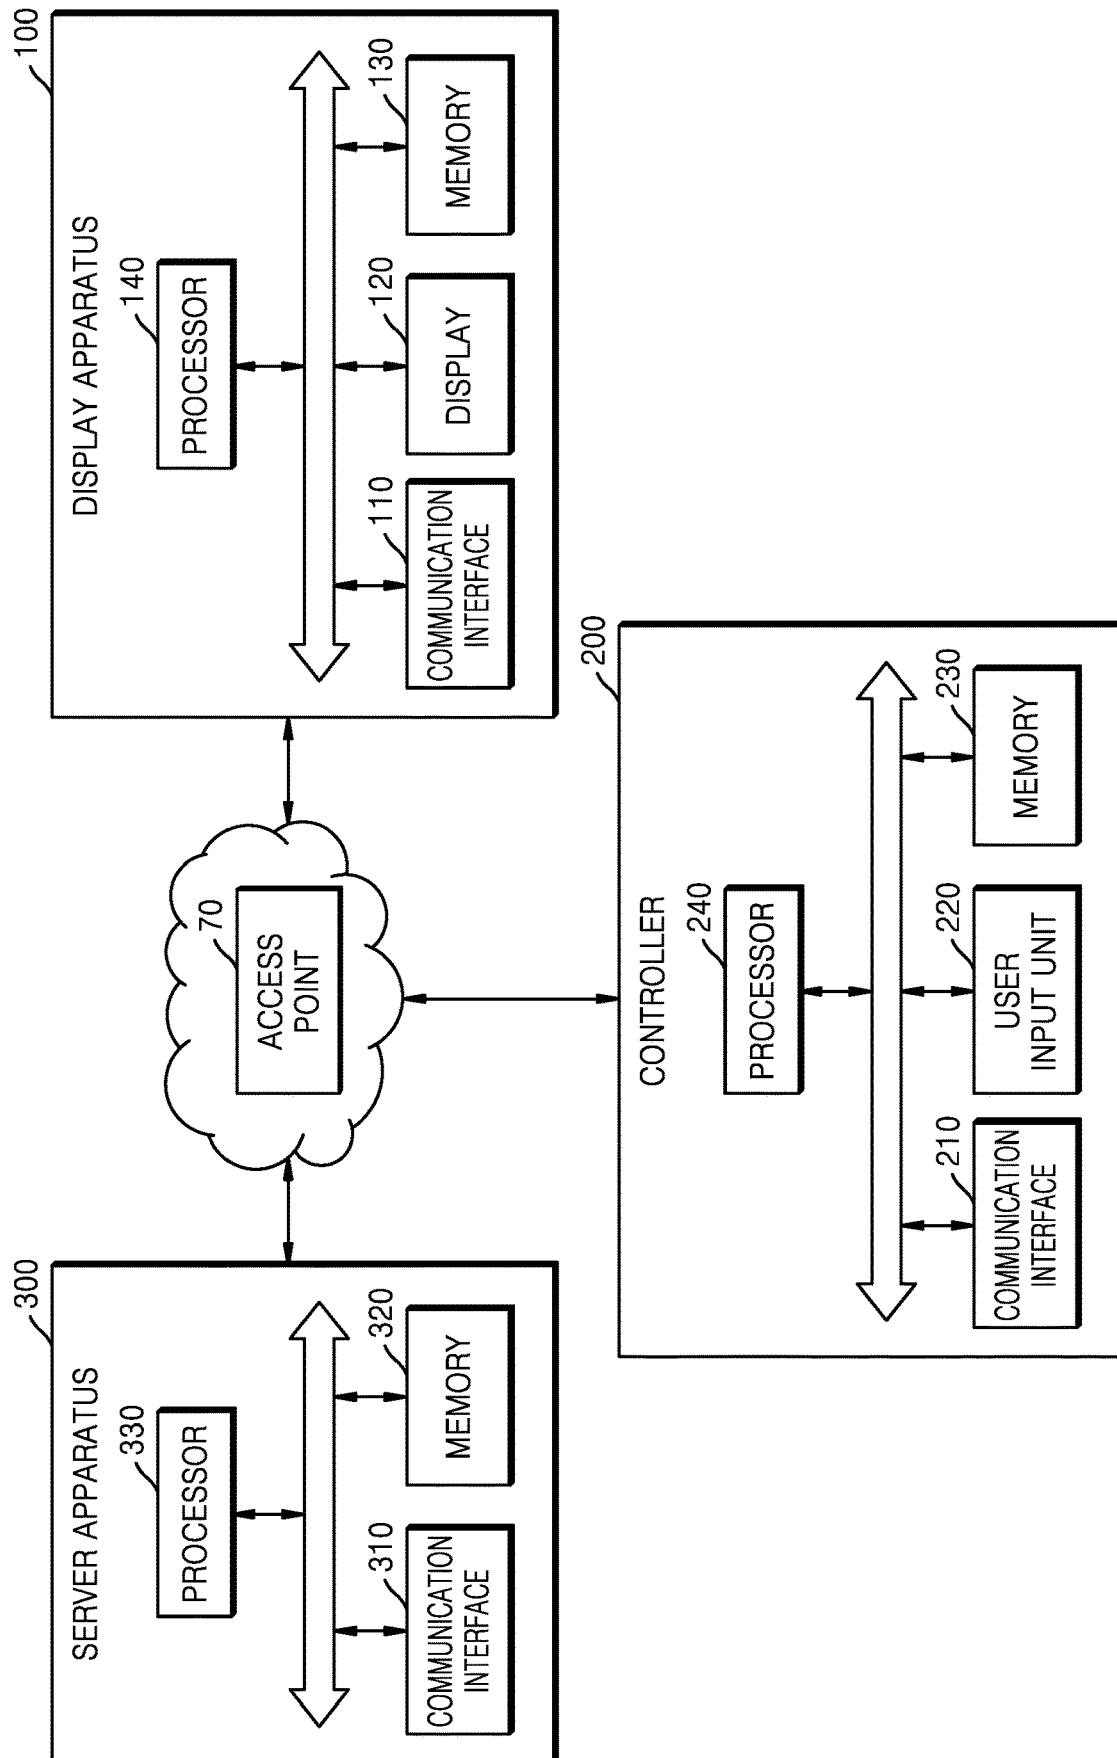 300
SERVER APPARATUS
330
PROCESSOR
310
COMMUNICATION
INTERFACE
320
MEMORY
70
ACCESS
POINT
100
DISPLAY APPARATUS
140
PROCESSOR
110
COMMUNICATION
INTERFACE
120
DISPLAY
130
MEMORY
200
CONTROLLER
240
PROCESSOR
210
COMMUNICATION
INTERFACE
220
USER
INPUT UNIT
230
MEMORY